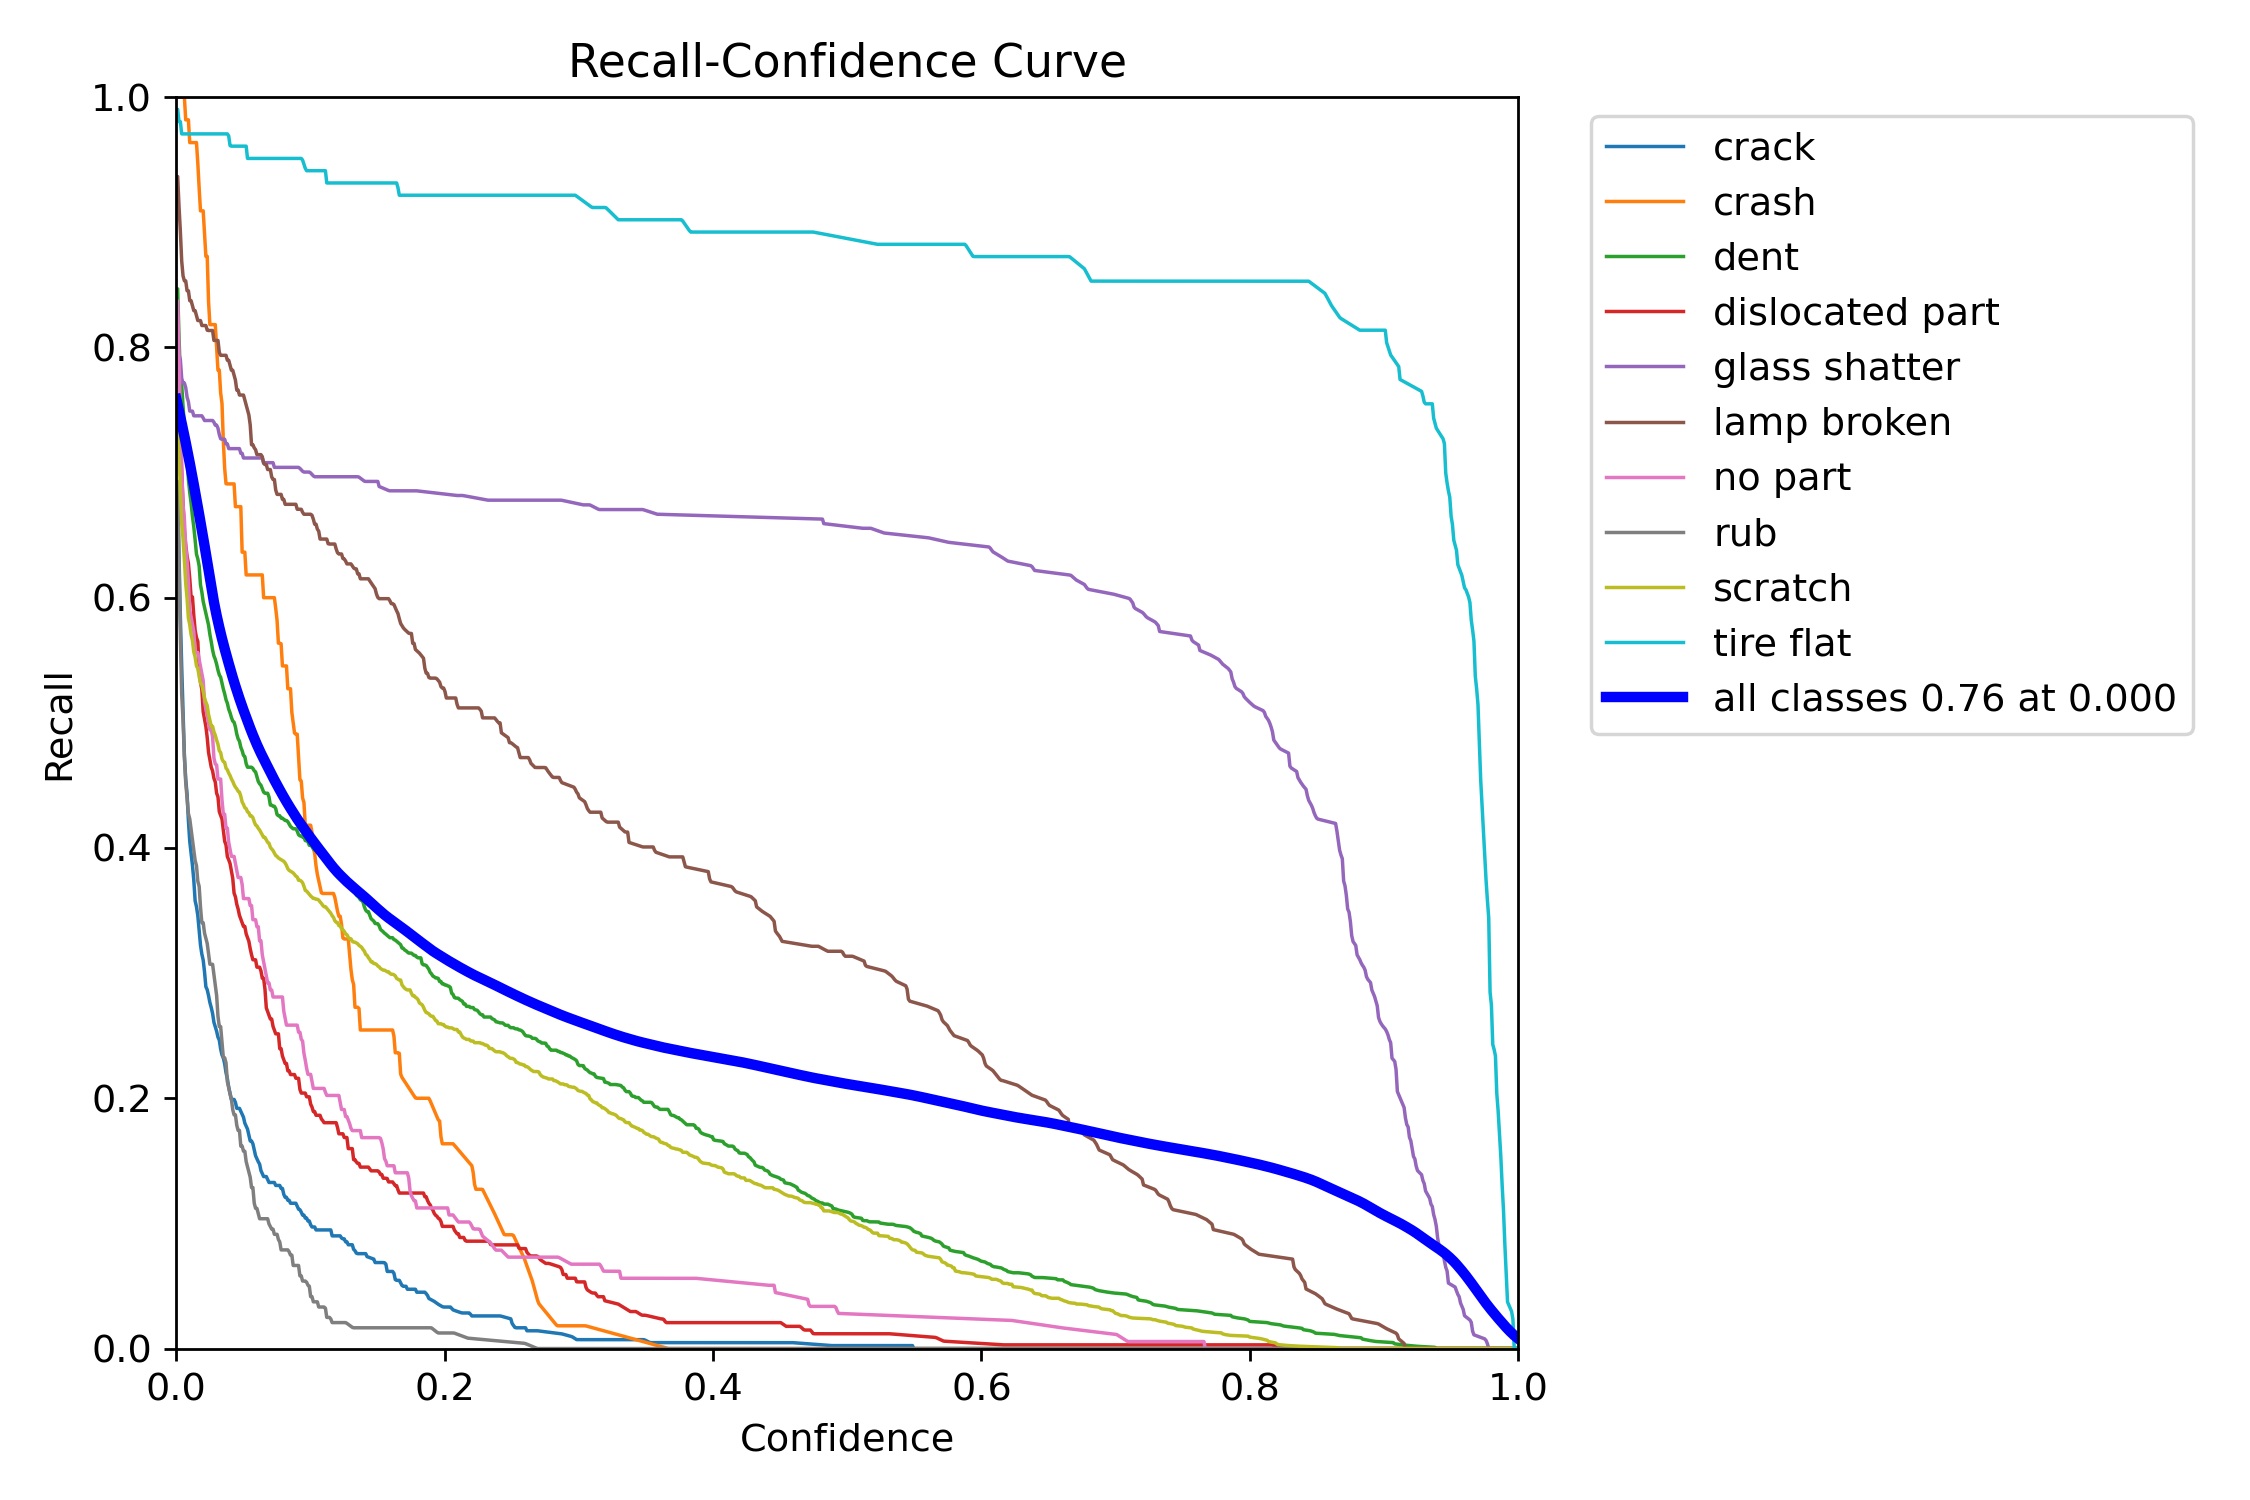 Recall-Confidence Curve
1.0
0.8
0.6
0.4
0.2
0.0
Recall
0.0 0.2 0.4 0.6 0.8 1.0
Confidence
crack
crash
dent
dislocated part
glass shatter
lamp broken
no part
rub
scratch
tire flat
all classes 0.76 at 0.000